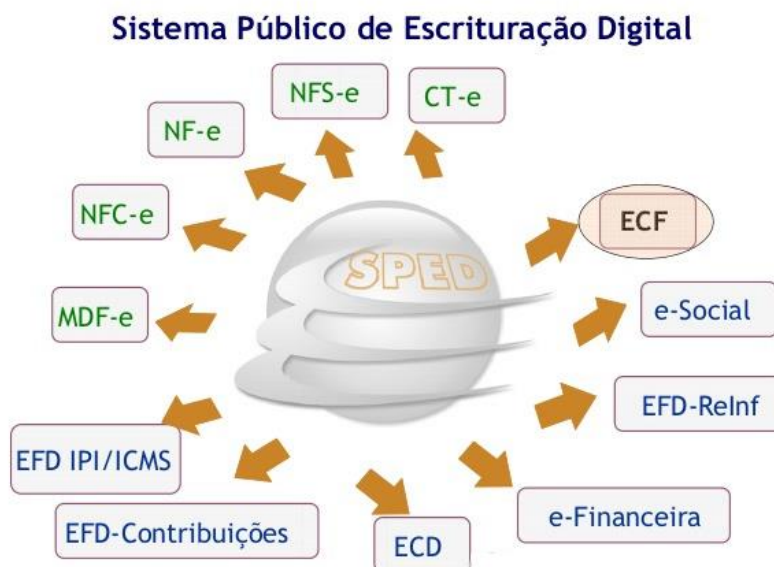 Sistema Público de Escrituração Digital
NFS-e
CT-e
NF-e
NFC-e
ECF
SPED
e-Social
MDF-e
EFD-ReInf
EFD IPI/ICMS
e-Financeira
EFD-Contribuições
ECD